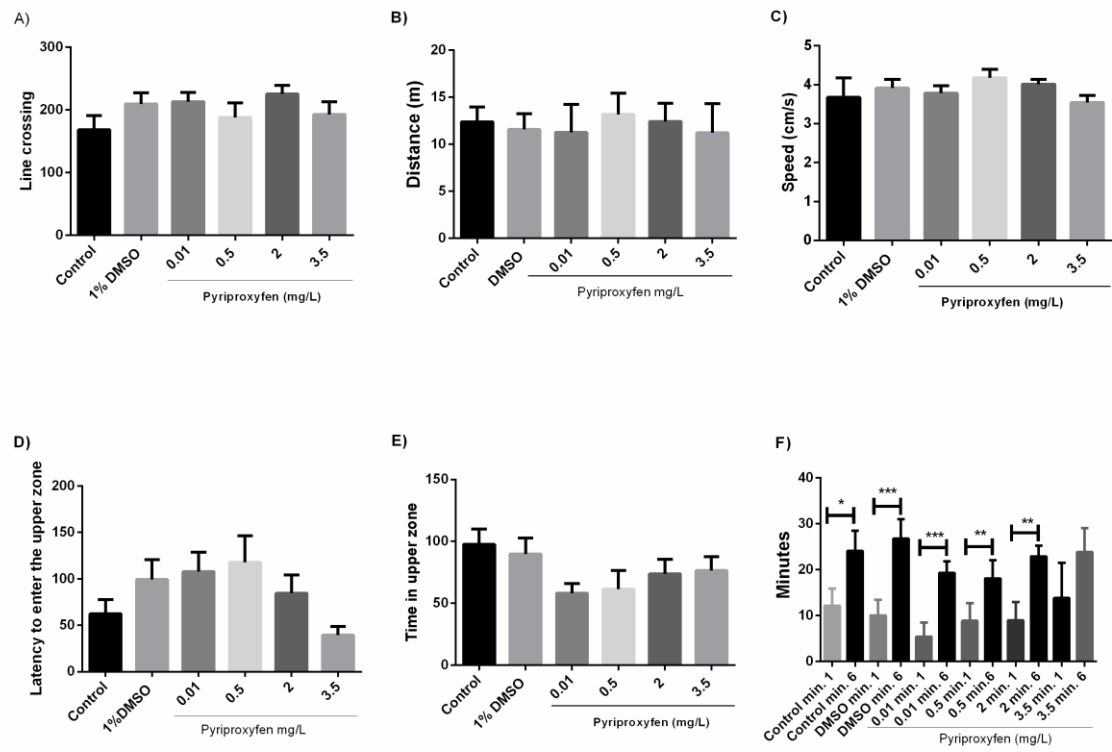 A)
Line crossing
300
200
100
0
Control
1% DMSO
0.01
0.5
2
3.5
Pyriproxyfen (mg/L)
B)
Distance (m)
20
15
10
5
0
Control
DMSO
0.01
0.5
2
3.5
Pyriproxyfen mg/L
C)
Speed (cm/s)
5
4
3
2
1
0
Control
1% DMSO
0.01
0.5
2
3.5
Pyriproxyfen (mg/L)
D)
Latency to enter the upper zone
200
150
100
50
0
Control
1%DMSO
0.01
0.5
2
3.5
Pyriproxyfen mg/L
E)
Time in upper zone
150
100
50
0
Control
1% DMSO
0.01
0.5
2
3.5
Pyriproxyfen (mg/L)
F)
Minutes
40
30
20
10
0
*
***
***
**
**
Control min. 1
Control min. 6
DMSO min. 1
DMSO min. 6
0.01 min. 1
0.01 min. 6
0.5 min. 1
0.5 min. 6
2 min. 1
2 min. 6
3.5 min. 1
3.5 min. 6
Pyriproxyfen (mg/L)